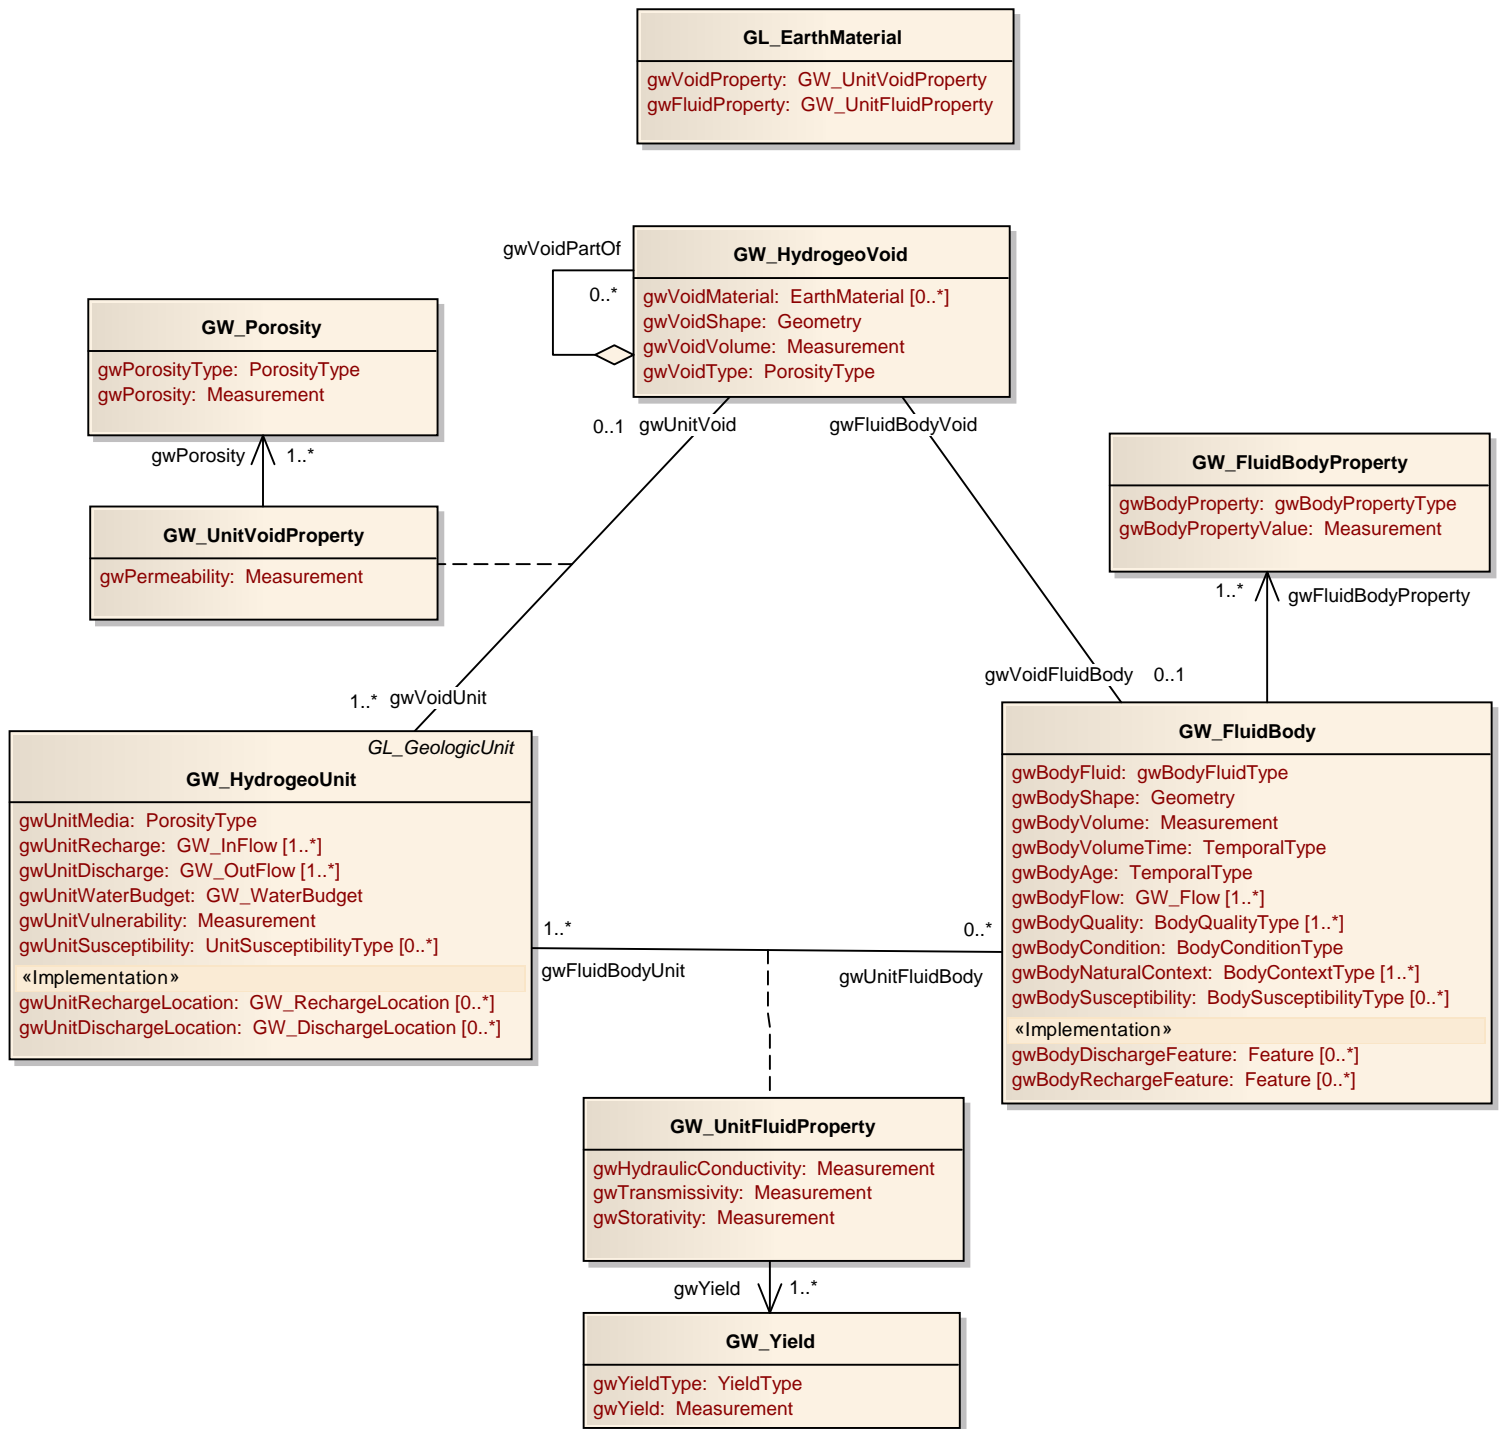 GL_EarthMaterial
gwVoidProperty: GW_UnitVoidProperty
gwFluidProperty: GW_UnitFluidProperty
gwVoidPartOf
0..*
GW_HydrogeoVoid
gwVoidMaterial: EarthMaterial [0..*]
gwVoidShape: Geometry
gwVoidVolume: Measurement
gwVoidType: PorosityType
GW_Porosity
gwPorosityType: PorosityType
gwPorosity: Measurement
0..1 gwUnitVoid
gwFluidBodyVoid
gwPorosity
1..*
GW_UnitVoidProperty
gwPermeability: Measurement
GW_FluidBodyProperty
gwBodyProperty: gwBodyPropertyType
gwBodyPropertyValue: Measurement
1..*
gwFluidBodyProperty
gwVoidFluidBody 0..1
1..* gwVoidUnit
GL_GeologicUnit
GW_HydrogeoUnit
gwUnitMedia: PorosityType
gwUnitRecharge: GW_InFlow [1..*]
gwUnitDischarge: GW_OutFlow [1..*]
gwUnitWaterBudget: GW_WaterBudget
gwUnitVulnerability: Measurement
gwUnitSusceptibility: UnitSusceptibilityType [0..*]
«Implementation»
gwUnitRechargeLocation: GW_RechargeLocation [0..*]
gwUnitDischargeLocation: GW_DischargeLocation [0..*]
1..*
gwFluidBodyUnit
0..*
gwUnitFluidBody
GW_FluidBody
gwBodyFluid: gwBodyFluidType
gwBodyShape: Geometry
gwBodyVolume: Measurement
gwBodyVolumeTime: TemporalType
gwBodyAge: TemporalType
gwBodyFlow: GW_Flow [1..*]
gwBodyQuality: BodyQualityType [1..*]
gwBodyCondition: BodyConditionType
gwBodyNaturalContext: BodyContextType [1..*]
gwBodySusceptibility: BodySusceptibilityType [0..*]
«Implementation»
gwBodyDischargeFeature: Feature [0..*]
gwBodyRechargeFeature: Feature [0..*]
GW_UnitFluidProperty
gwHydraulicConductivity: Measurement
gwTransmissivity: Measurement
gwStorativity: Measurement
gwYield
1..*
GW_Yield
gwYieldType: YieldType
gwYield: Measurement